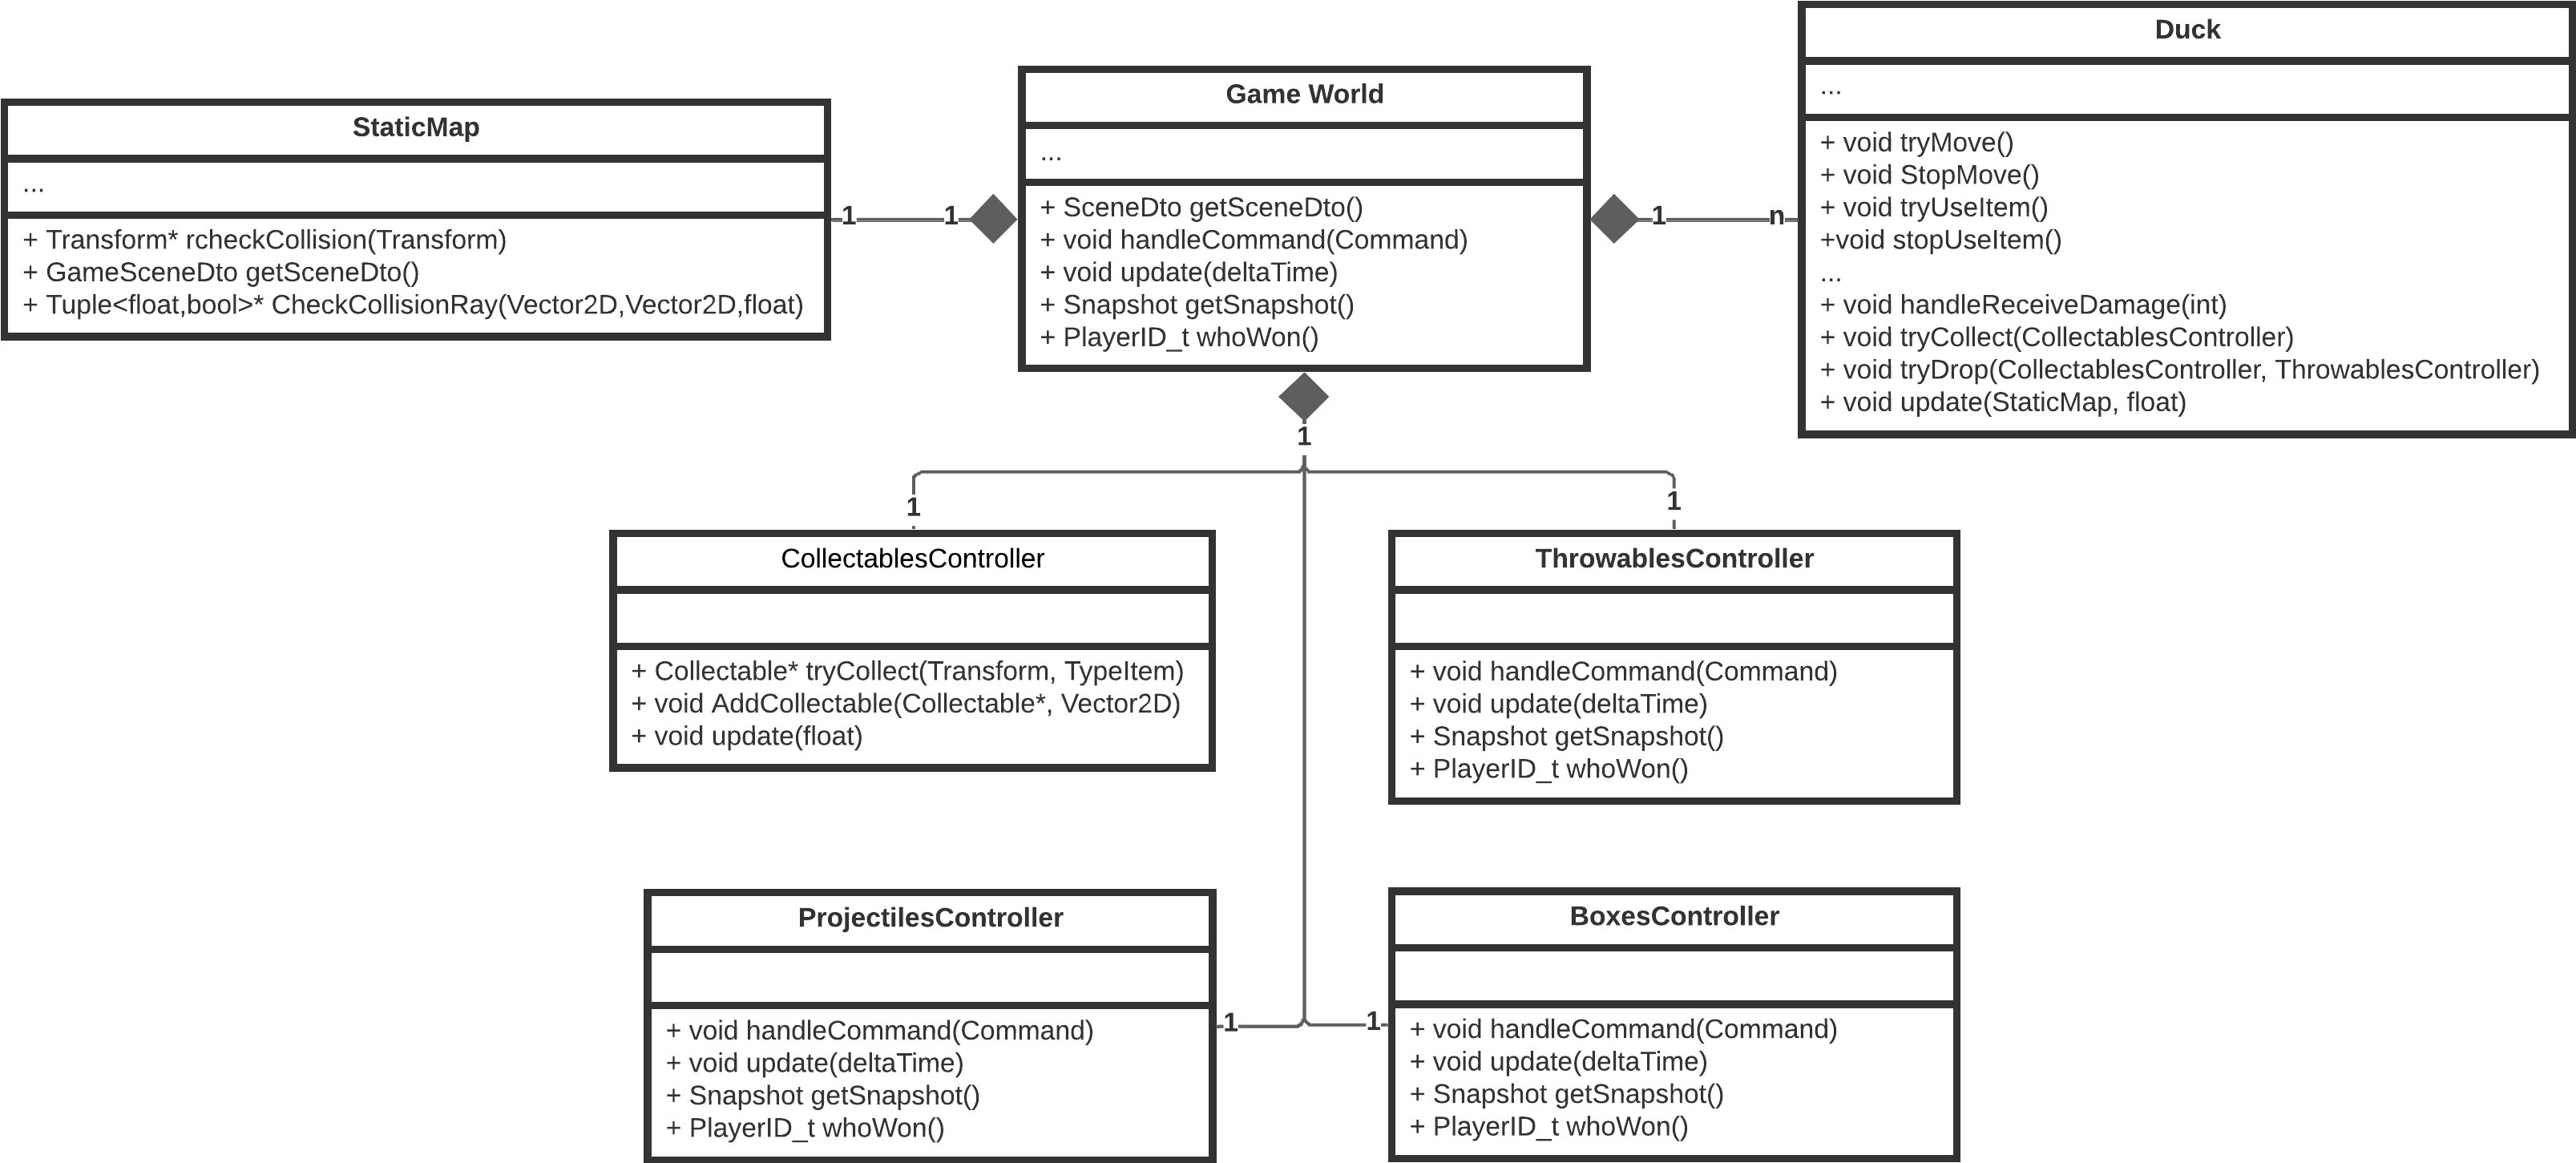 Duck
...
+ void tryMove()
+ void StopMove()
+ void tryUseItem()
+void stopUseItem()
...
+ void handleReceiveDamage(int)
+ void tryCollect(CollectablesController)
+ void tryDrop(CollectablesController, ThrowablesController)
+ void update(StaticMap, float)
Game World
...
+ SceneDto getSceneDto()
+ void handleCommand(Command)
+ void update(deltaTime)
+ Snapshot getSnapshot()
+ PlayerID_t whoWon()
StaticMap
...
+ Transform* rcheckCollision(Transform)
+ GameSceneDto getSceneDto()
+ Tuple<float,bool>* CheckCollisionRay(Vector2D,Vector2D,float)
1
1
1
n
1
1
1
CollectablesController
+ Collectable* tryCollect(Transform, TypeItem)
+ void AddCollectable(Collectable*, Vector2D)
+ void update(float)
ThrowablesController
+ void handleCommand(Command)
+ void update(deltaTime)
+ Snapshot getSnapshot()
+ PlayerID_t whoWon()
ProjectilesController
+ void handleCommand(Command)
+ void update(deltaTime)
+ Snapshot getSnapshot()
+ PlayerID_t whoWon()
1
1
BoxesController
+ void handleCommand(Command)
+ void update(deltaTime)
+ Snapshot getSnapshot()
+ PlayerID_t whoWon()